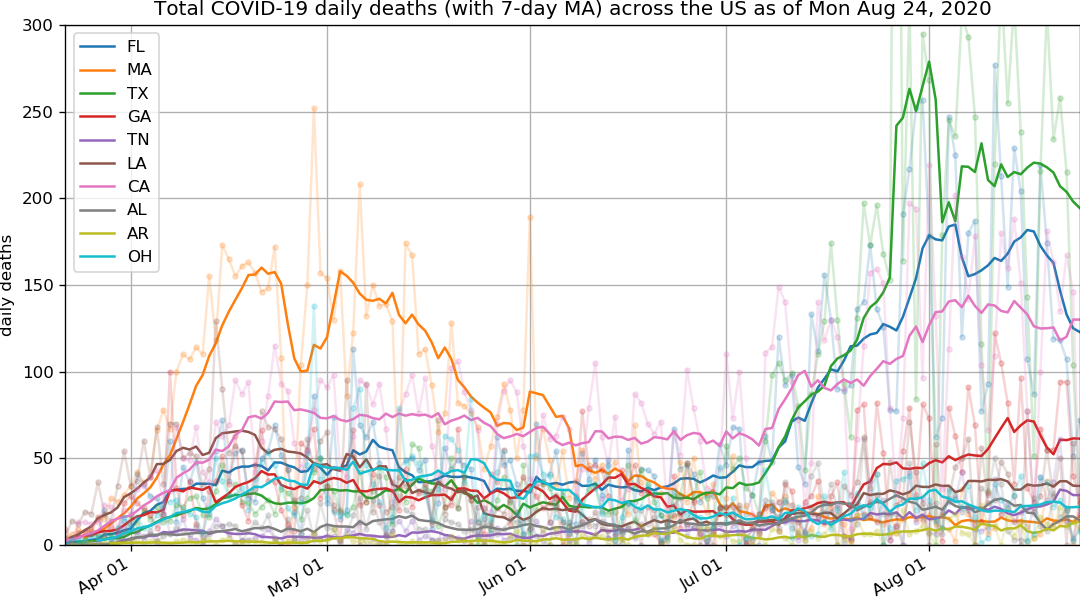 Total COVID-19 daily deaths (with 7-day MA) across the US as of Mon Aug 24, 2020
300
250
200
150
100
50
0
daily deaths
FL
MA
TX
GA
TN
LA
CA
AL
AR
OH
Apr 01
May 01
Jun 01
Jul 01
Aug 01